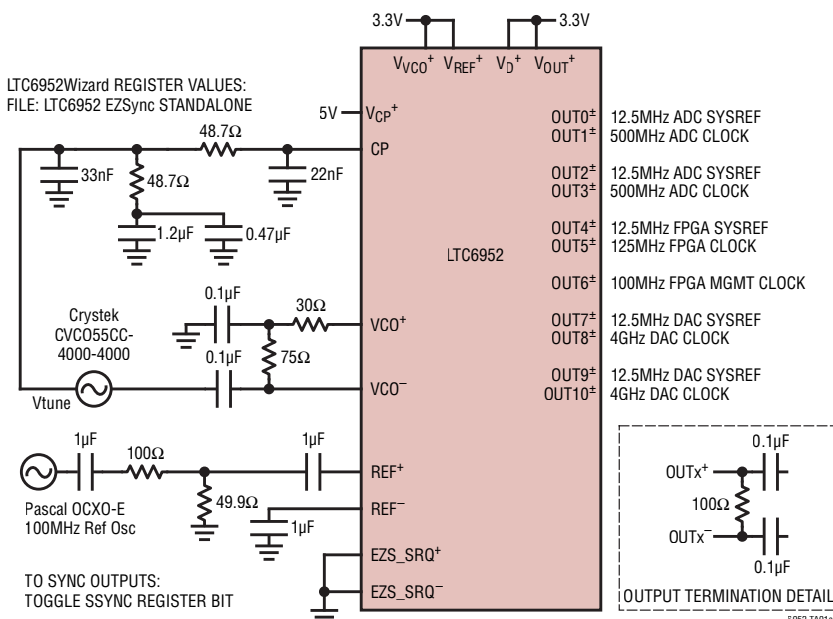 3.3V
3.3V
VVCO+ VREF+ VD+ VOUT+
LTC6952Wizard REGISTER VALUES:
FILE: LTC6952 EZSync STANDALONE
5V
VCP+
48.7Ω
CP
33nF
48.7Ω
22nF
1.2µF
0.47µF
OUT0± 12.5MHz ADC SYSREF
OUT1± 500MHz ADC CLOCK
OUT2± 12.5MHz ADC SYSREF
OUT3± 500MHz ADC CLOCK
OUT4± 12.5MHz FPGA SYSREF
OUT5± 125MHz FPGA CLOCK
OUT6± 100MHz FPGA MGMT CLOCK
OUT7± 12.5MHz DAC SYSREF
OUT8± 4GHz DAC CLOCK
OUT9± 12.5MHz DAC SYSREF
OUT10± 4GHz DAC CLOCK
LTC6952
0.1µF
30Ω
VCO+
Crystek
CVCO55CC-
4000-4000
0.1µF
75Ω
VCO–
Vtune
1µF
100Ω
1µF
REF+
49.9Ω
REF–
1µF
Pascal OCXO-E
100MHz Ref Osc
EZS_SRQ+
EZS_SRQ–
TO SYNC OUTPUTS:
TOGGLE SSYNC REGISTER BIT
0.1µF
OUTx+
100Ω
OUTx–
0.1µF
OUTPUT TERMINATION DETAIL